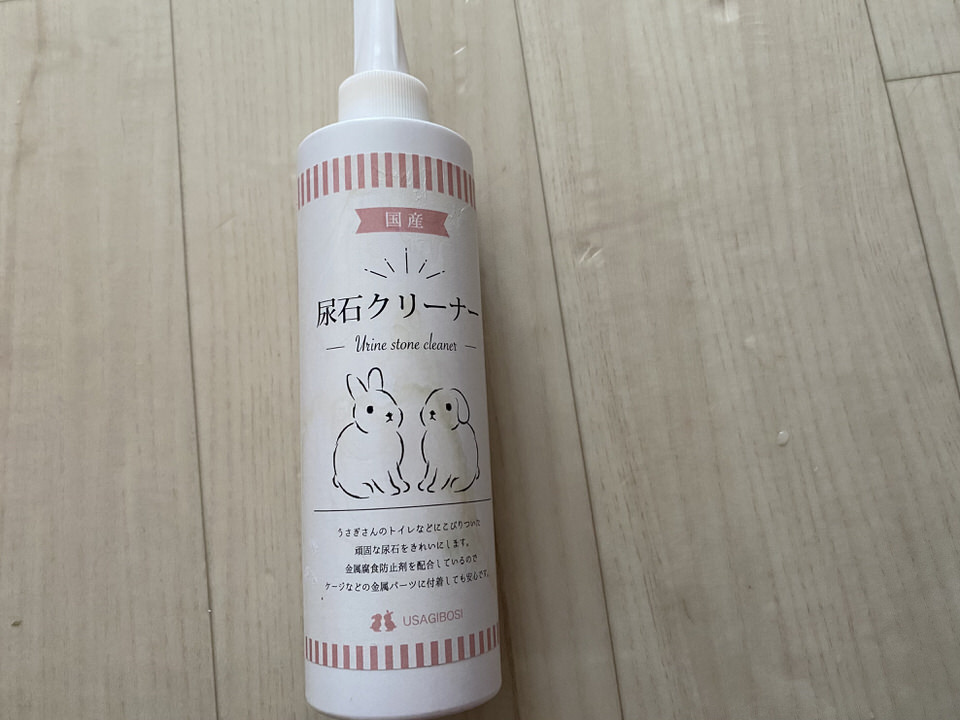 国産
尿石クリーナー
Urine stone cleaner
うさぎさんのトイレなどにこびりついた
頑固な尿石をきれいにします。
金属腐食防止剤を配合しているので
ケージなどの金属パーツに付着しても安心です。
USAGIBOSI